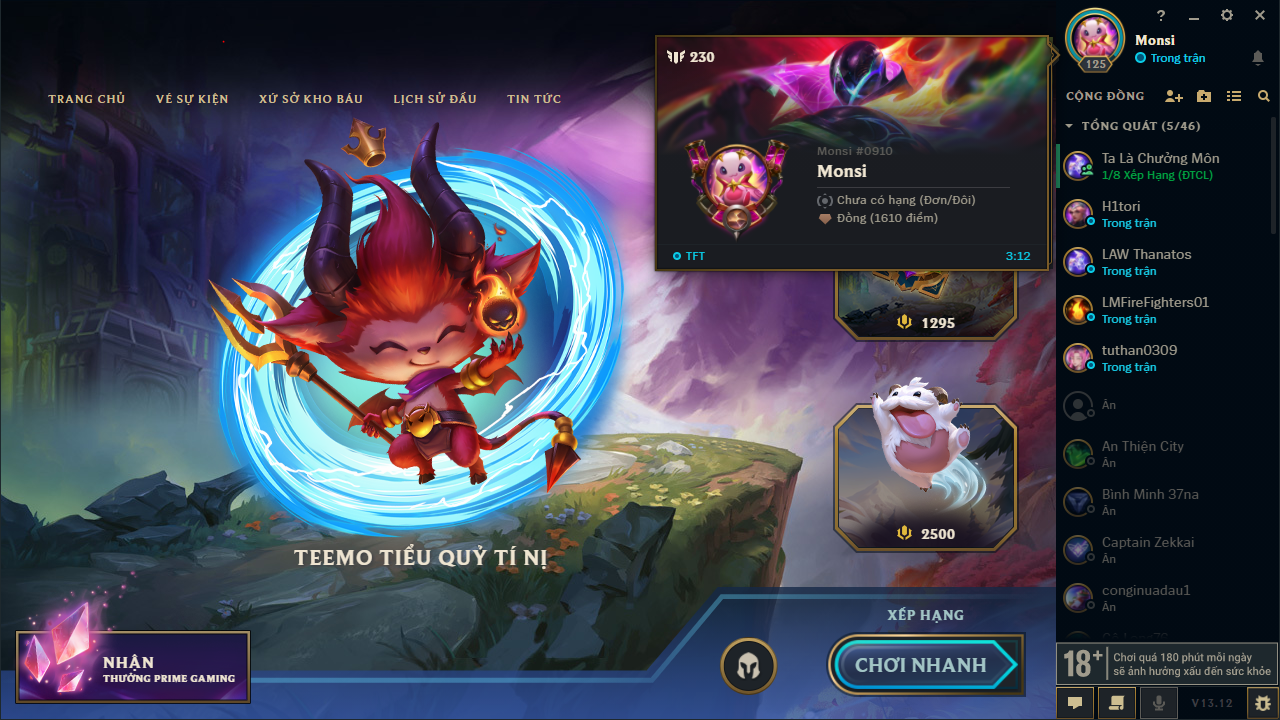 TRANG CHỦ
VÉ SỰ KIỆN
XỨ SỞ KHO BÁU
LỊCH SỬ ĐẤU
TIN TỨC
230
Monsi #0910
Monsi
Chưa có hạng (Đơn/Đôi)
Đồng (1610 điểm)
TFT
3:12
1295
2500
TEEMO TIỂU QUỶ TÍ NỊ
NHẬN
THƯỞNG PRIME GAMING
XẾP HẠNG
CHƠI NHANH
?
125
Monsi
Trong trận
CỘNG ĐỒNG
TỔNG QUÁT (5/46)
Ta Là Chưởng Môn
1/8 Xếp Hạng (ĐTCL)
H1tori
Trong trận
LAW Thanatos
Trong trận
LMFireFighters01
Trong trận
tuthan0309
Trong trận
Ẩn
An Thiện City
Ẩn
Bình Minh 37na
Ẩn
Captain Zekkai
Ẩn
conginuadau1
Ẩn
18+
Chơi quá 180 phút mỗi ngày
sẽ ảnh hưởng xấu đến sức khỏe
V13.12